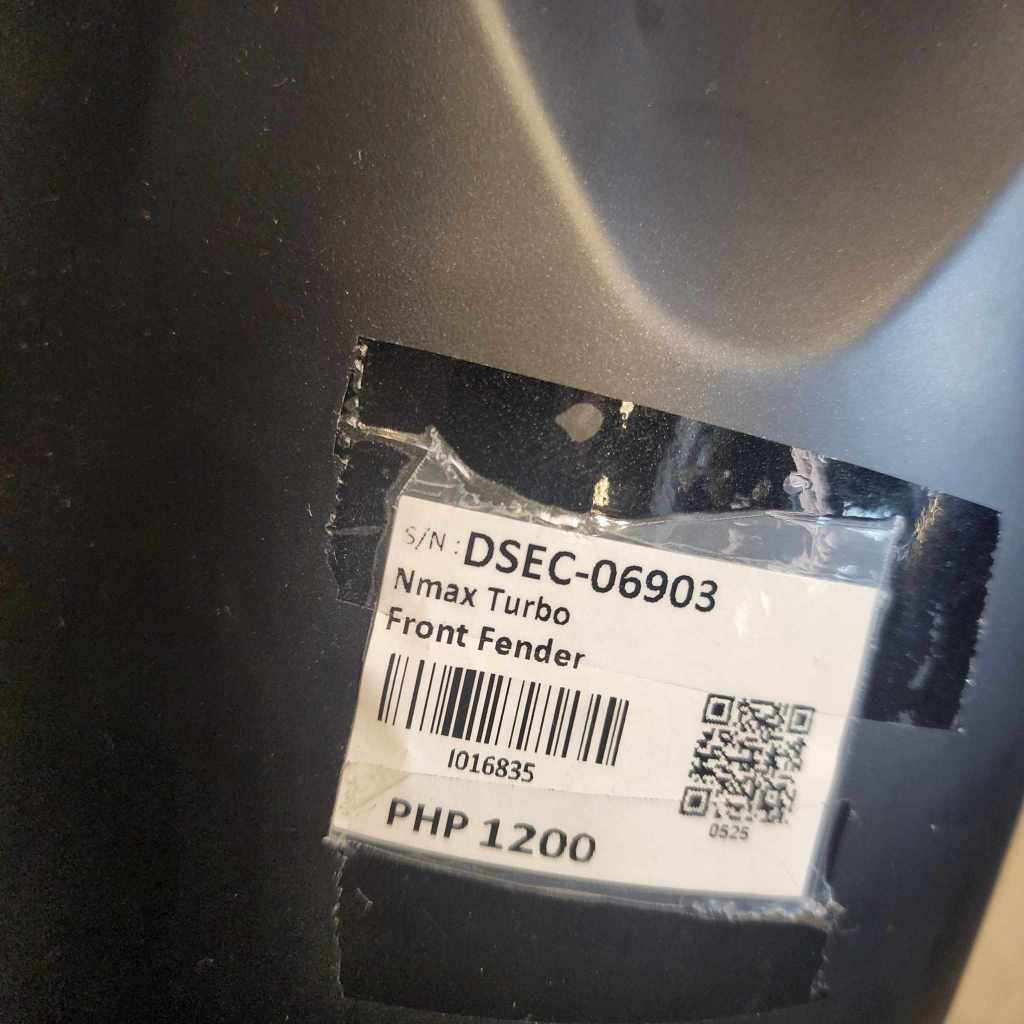 S/N : DSEC-06903
Nmax Turbo
Front Fender
I016835
0525
PHP 1200